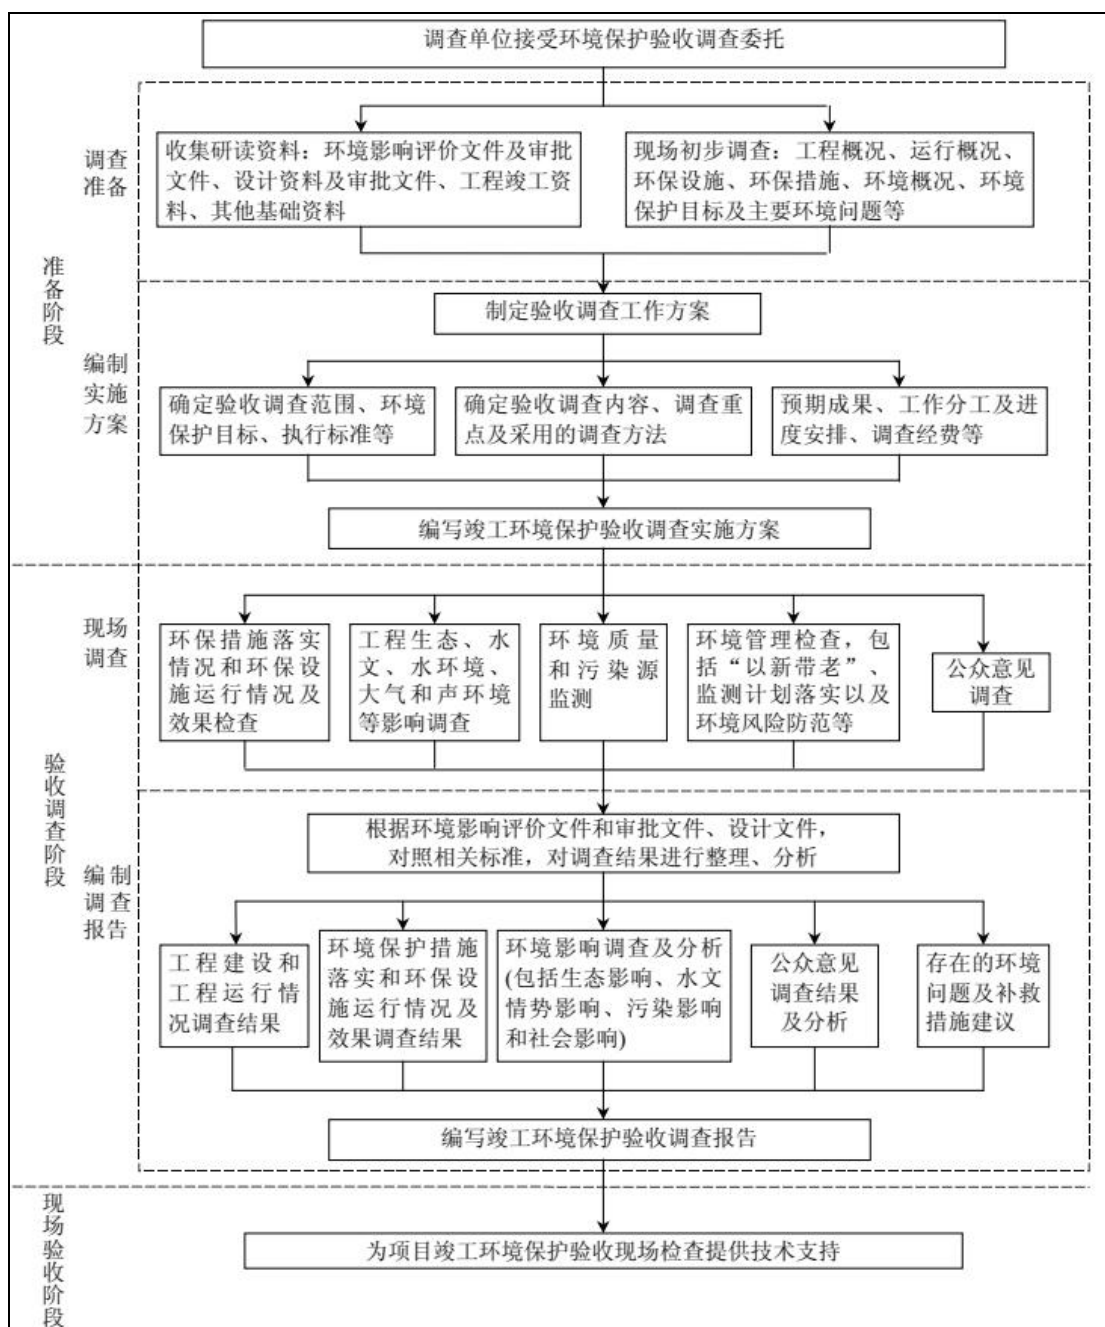 调查单位接受环境保护验收调查委托
准备阶段
调查
准备
收集研读资料：环境影响评价文件及审批
文件、设计资料及审批文件、工程竣工资
料、其他基础资料
现场初步调查：工程概况、运行概况、
环保设施、环保措施、环境概况、环境
保护目标及主要环境问题等
编制
实施
方案
制定验收调查工作方案
确定验收调查范围、环境
保护目标、执行标准等
确定验收调查内容、调查重
点及采用的调查方法
预期成果、工作分工及进
度安排、调查经费等
编写竣工环境保护验收调查实施方案
验收调查阶段
现场
调查
环保措施落实
情况和环保设
施运行情况及
效果检查
工程生态、水
文、水环境、
大气和声环境
等影响调查
环境质量
和污染源
监测
环境管理检查，包
括“以新带老”、
监测计划落实以及
环境风险防范等
公众意见
调查
编制
调查
报告
根据环境影响评价文件和审批文件、设计文件，
对照相关标准，对调查结果进行整理、分析
工程建设和
工程运行情
况调查结果
环境保护措施
落实和环保设
施运行情况及
效果调查结果
环境影响调查及分析
(包括生态影响、水文
情势影响、污染影响
和社会影响)
公众意见
调查结果
及分析
存在的环境
问题及补救
措施建议
编写竣工环境保护验收调查报告
现场验收阶段
为项目竣工环境保护验收现场检查提供技术支持